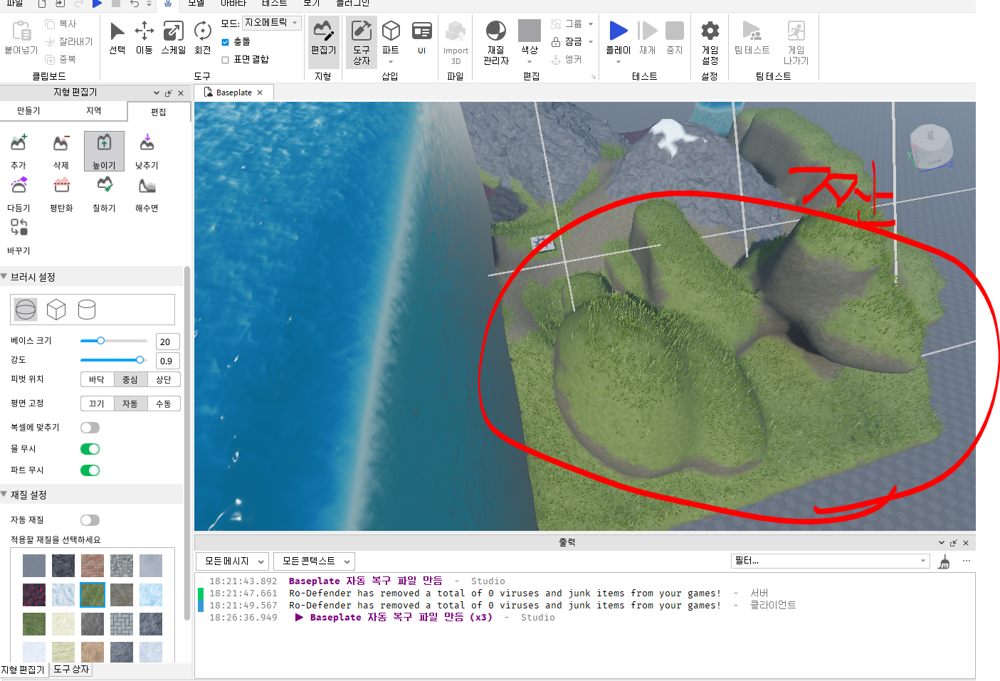 파일 홈 모델 아바타 테스트 보기 플러그인
붙여넣기 복사 잘라내기 중복 클립보드
선택 이동 스케일 회전 모드: 지오메트릭 충돌 표면 결합 도구
편집기 지형
도구 상자 파트 UI 삽입
Import 3D 파일
재질 관리자 색상 그룹 잠금 앵커 편집
플레이 재개 중지 테스트
게임 설정 설정
팀 테스트 게임 나가기 팀 테스트
지형 편집기
Baseplate
만들기 지역 편집
추가 삭제 높이기 낮추기
다듬기 평탄화 칠하기 해수면
바꾸기
브러시 설정
베이스 크기 20
강도 0.9
피벗 위치 바닥 중심 상단
평면 고정 끄기 자동 수동
복셀에 맞추기
물 무시
파트 무시
재질 설정
자동 재질
적용할 재질을 선택하세요
지형 편집기 도구 상자
TOP
Y Z
출력
모든 메시지 모든 콘텍스트 필터...
18:21:43.892 Baseplate 자동 복구 파일 만듬 - Studio
18:21:47.661 Ro-Defender has removed a total of 0 viruses and junk items from your games! - 서버
18:21:49.567 Ro-Defender has removed a total of 0 viruses and junk items from your games! - 클라이언트
18:26:36.949 ▶ Baseplate 자동 복구 파일 만듬 (x3) - Studio